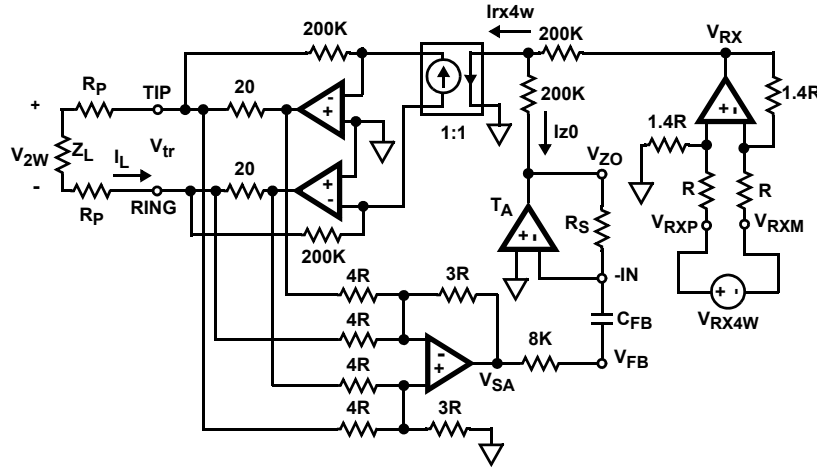 Irx4w
200K
200K
VRX
RP
TIP
20
-
+
200K
1.4R
+
1:1
Iz0
1.4R
V2W
ZL
IL
Vtr
20
+
-
VZO
R
R
-
RP
RING
TA
+ -
RS
VRXP
VRXM
200K
-IN
4R
3R
CFB
+ -
VRX4W
4R
8K
VFB
-
+
4R
VSA
4R
3R